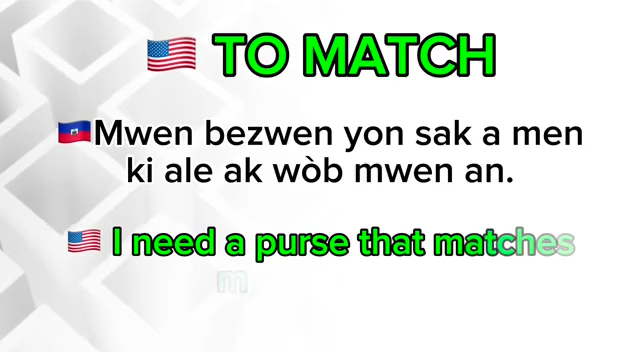 TO MATCH
Mwen bezwen yon sak a men
ki ale ak wòb mwen an.
I need a purse that matches
m